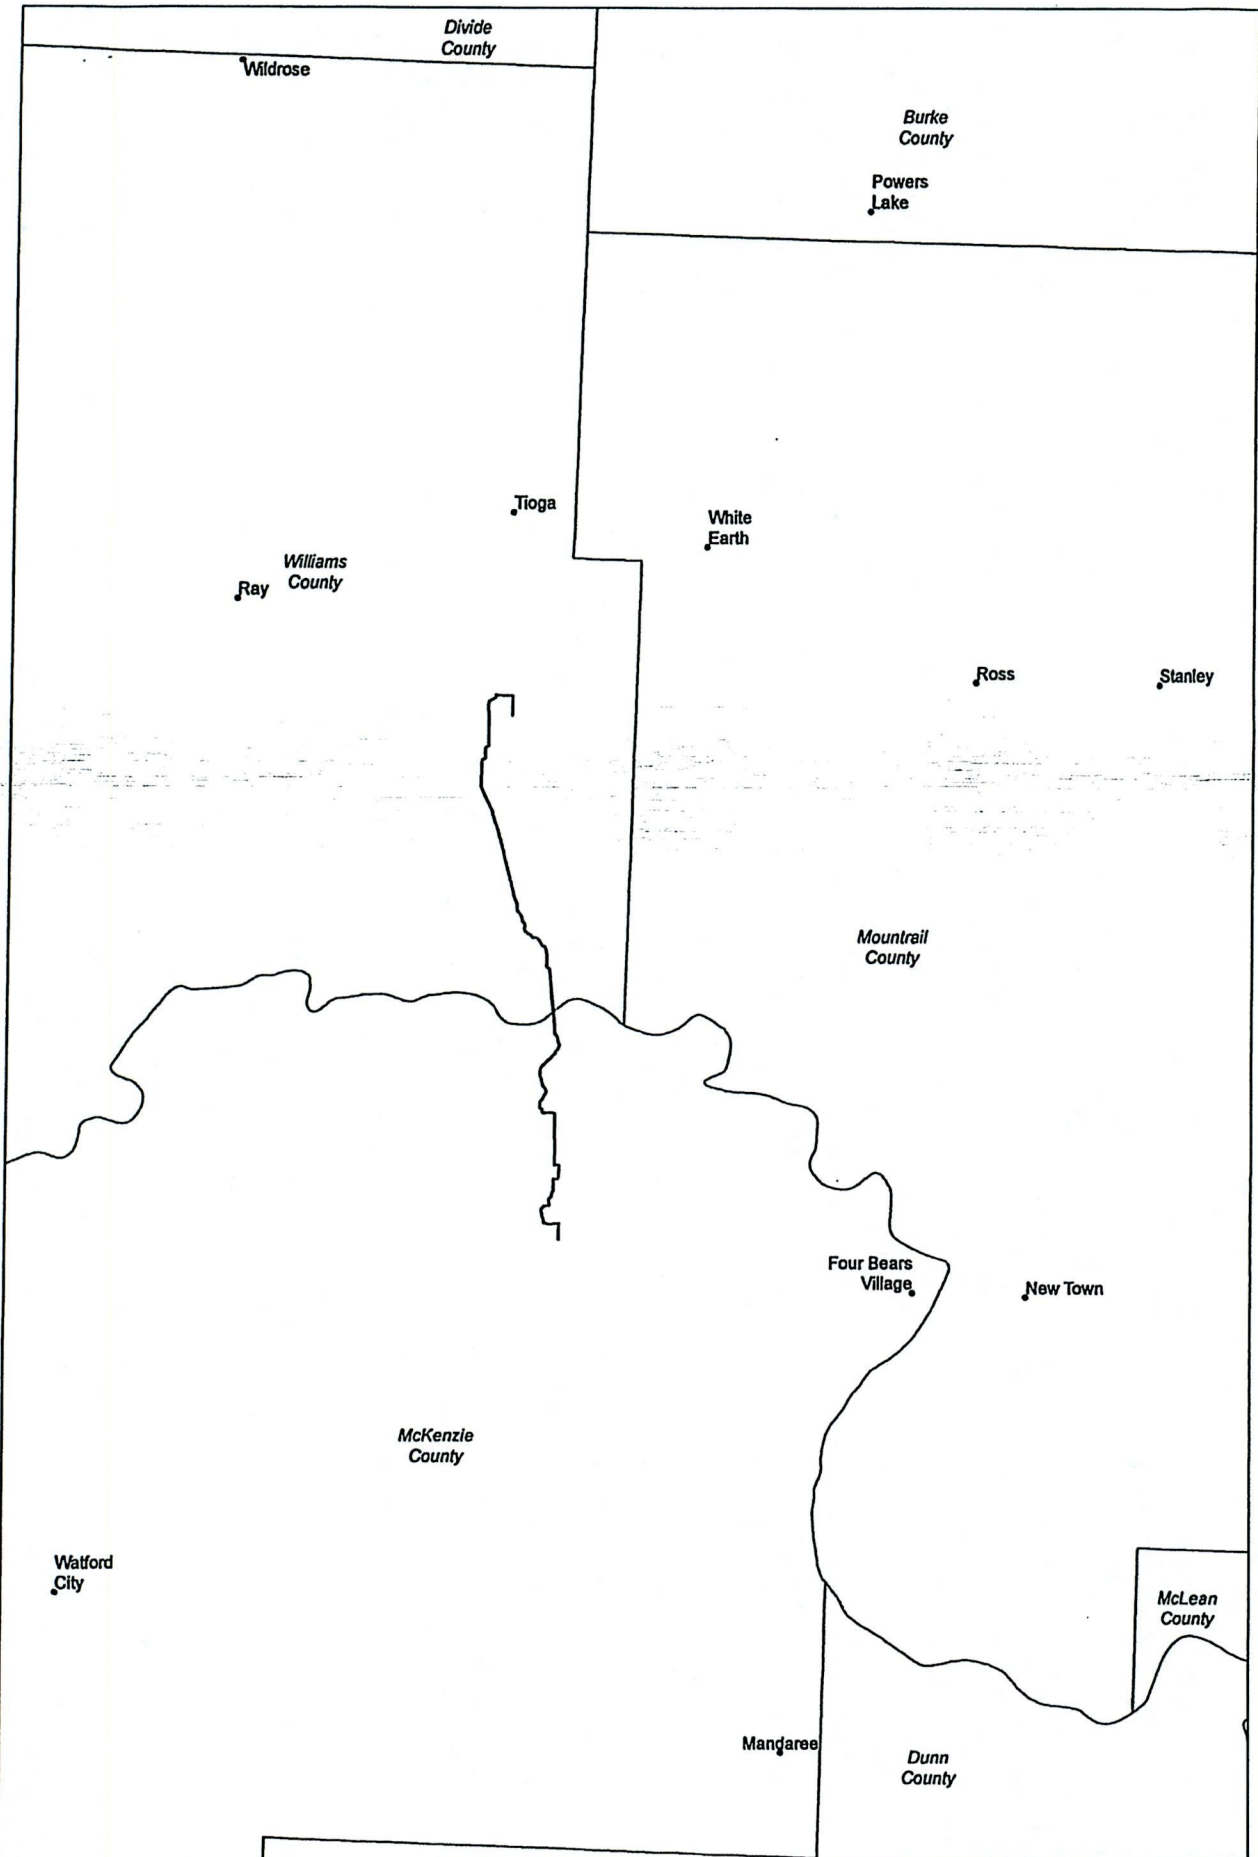 Divide
County
Wildrose
Burke
County
Powers
Lake
Tioga
White
Earth
Williams
County
Ray
Ross
Stanley
Mountrail
County
Four Bears
Village
New Town
McKenzie
County
Watford
City
McLean
County
Mandaree
Dunn
County